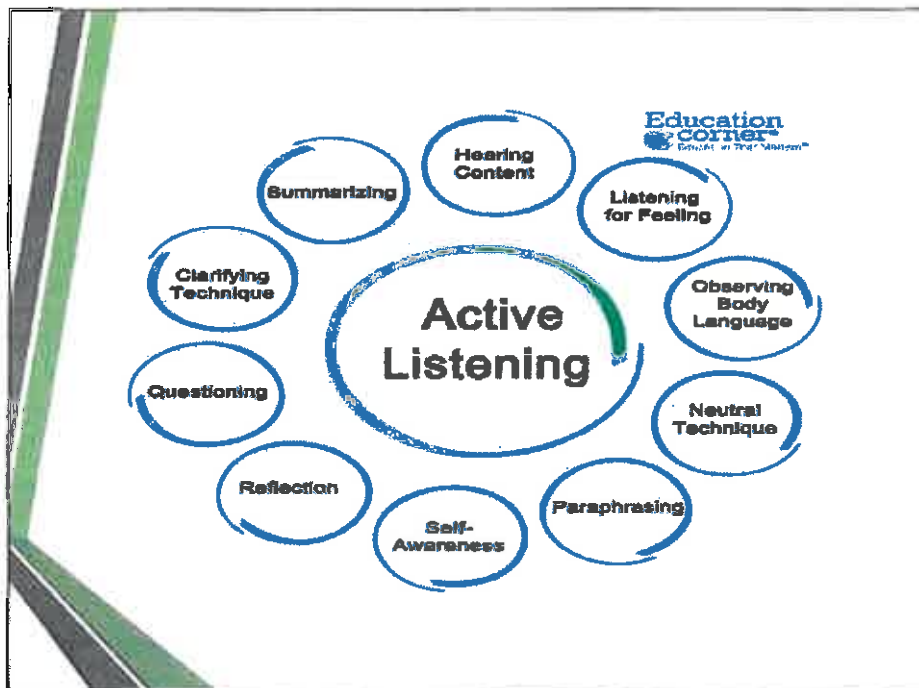 Education
corner
Hearing
Content
Summarizing
Listening
for Feeling
Clarifying
Technique
Active
Listening
Observing
Body
Language
Questioning
Neutral
Technique
Reflection
Paraphrasing
Self-
Awareness